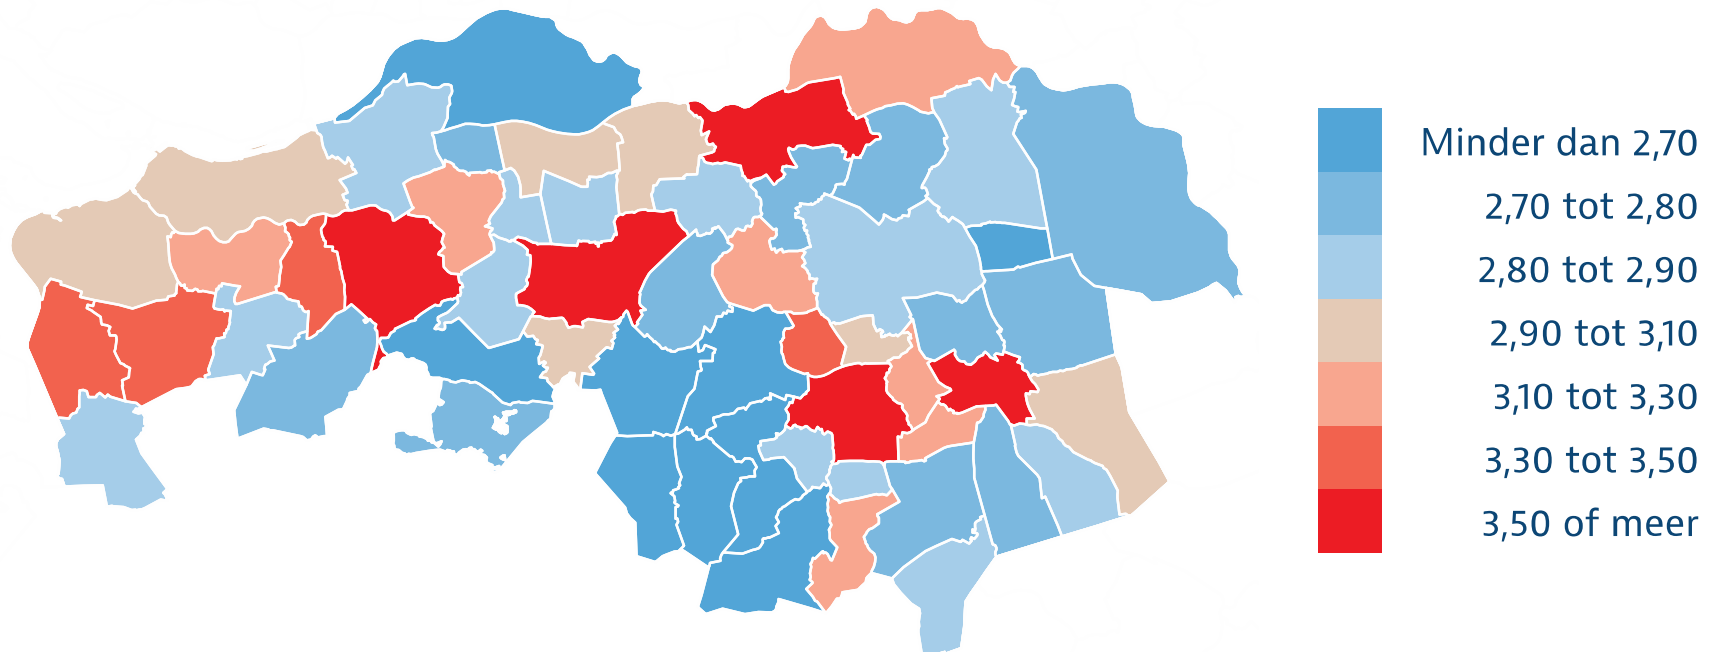 Minder dan 2,70
2,70 tot 2,80
2,80 tot 2,90
2,90 tot 3,10
3,10 tot 3,30
3,30 tot 3,50
3,50 of meer